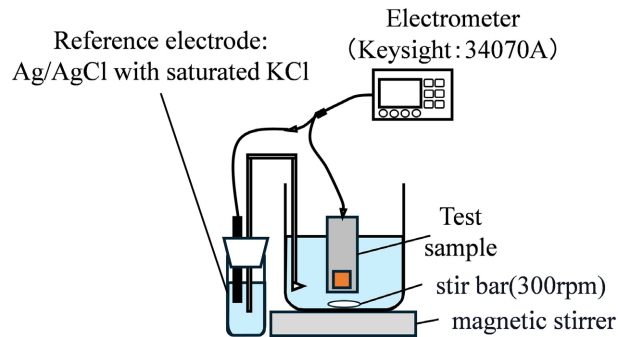 Electrometer
（Keysight：34070A）
Reference electrode:
Ag/AgCl with saturated KCl
Test
sample
stir bar(300rpm)
magnetic stirrer